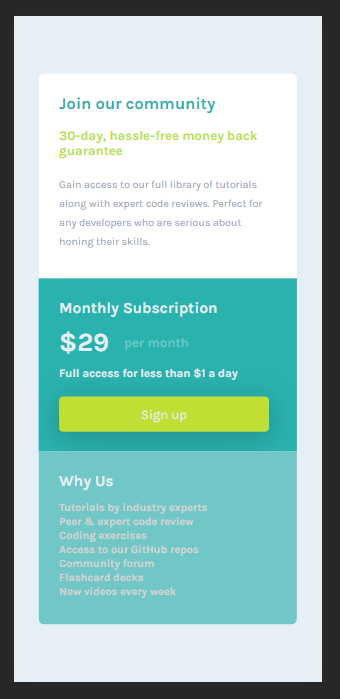 Join our community
30-day, hassle-free money back
guarantee
Gain access to our full library of tutorials
along with expert code reviews. Perfect for
any developers who are serious about
honing their skills.
Monthly Subscription
$29 per month
Full access for less than $1 a day
Sign up
Why Us
Tutorials by industry experts
Peer & expert code review
Coding exercises
Access to our GitHub repos
Community forum
Flashcard decks
New videos every week